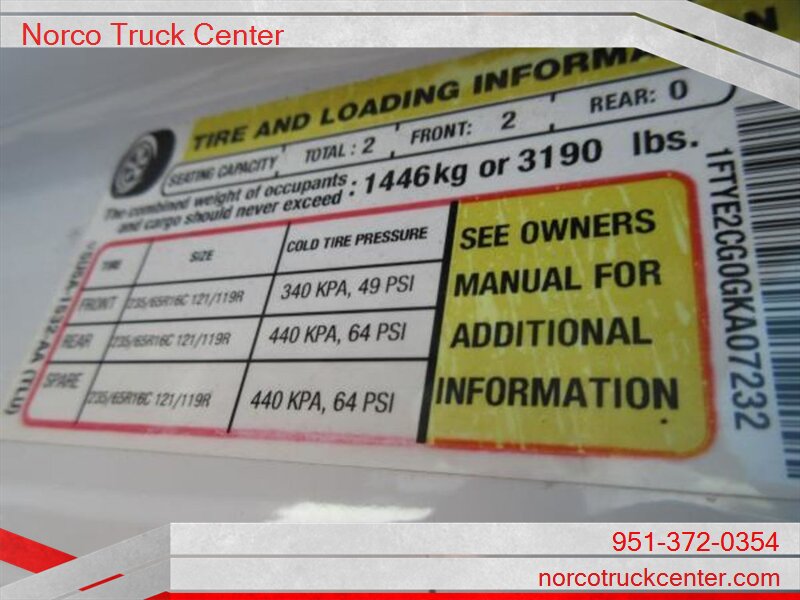 Norco Truck Center
TIRE AND LOADING INFORMATION
SEATING CAPACITY TOTAL: 2 FRONT: 2 REAR: 0
The combined weight of occupants
and cargo should never exceed : 1446kg or 3190 lbs.
TIRE SIZE COLD TIRE PRESSURE
FRONT 235/65R16C 121/119R 340 KPA, 49 PSI
REAR 235/65R16C 121/119R 440 KPA, 64 PSI
SPARE 235/65R16C 121/119R 440 KPA, 64 PSI
SEE OWNERS
MANUAL FOR
ADDITIONAL
INFORMATION
1FTYE2CG0GKA07232
951-372-0354
norcotruckcenter.com